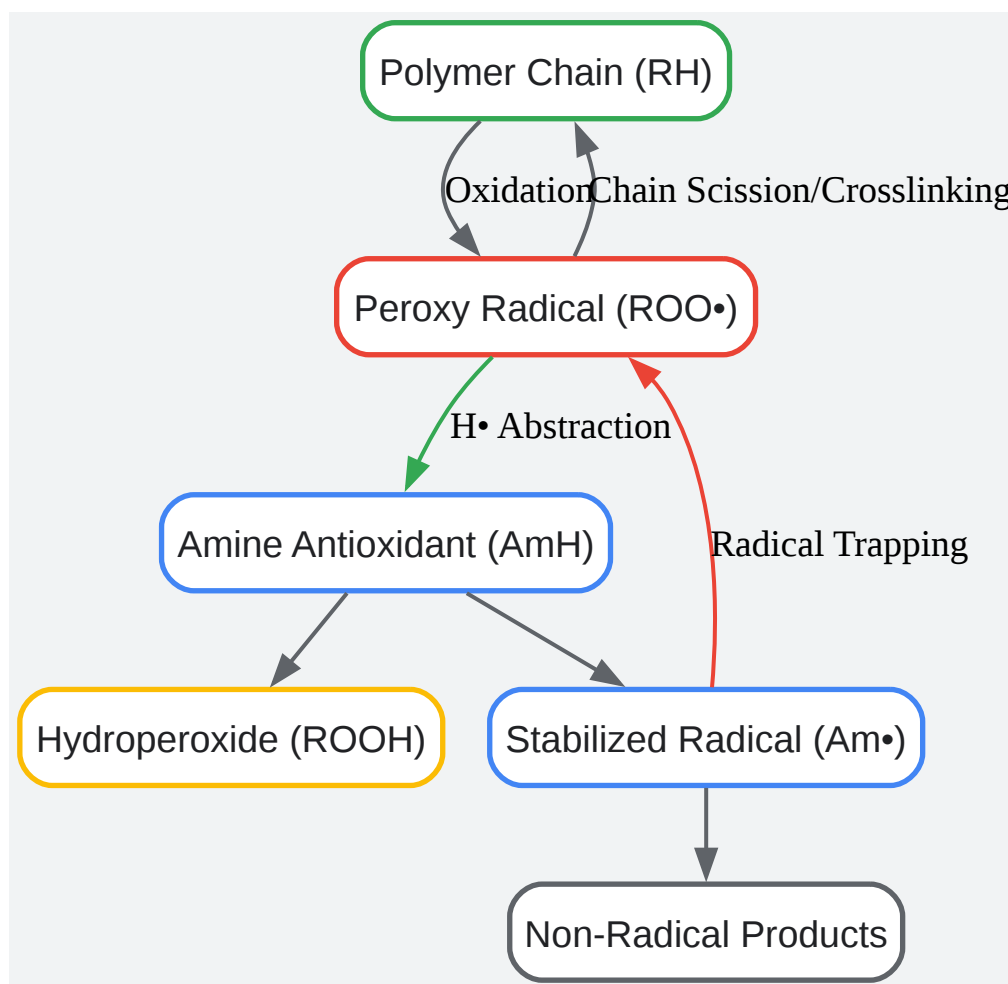 Polymer Chain (RH)
Oxidation
Chain Scission/Crosslinking
Peroxy Radical (ROO•)
H• Abstraction
Amine Antioxidant (AmH)
Radical Trapping
Hydroperoxide (ROOH)
Stabilized Radical (Am•)
Non-Radical Products